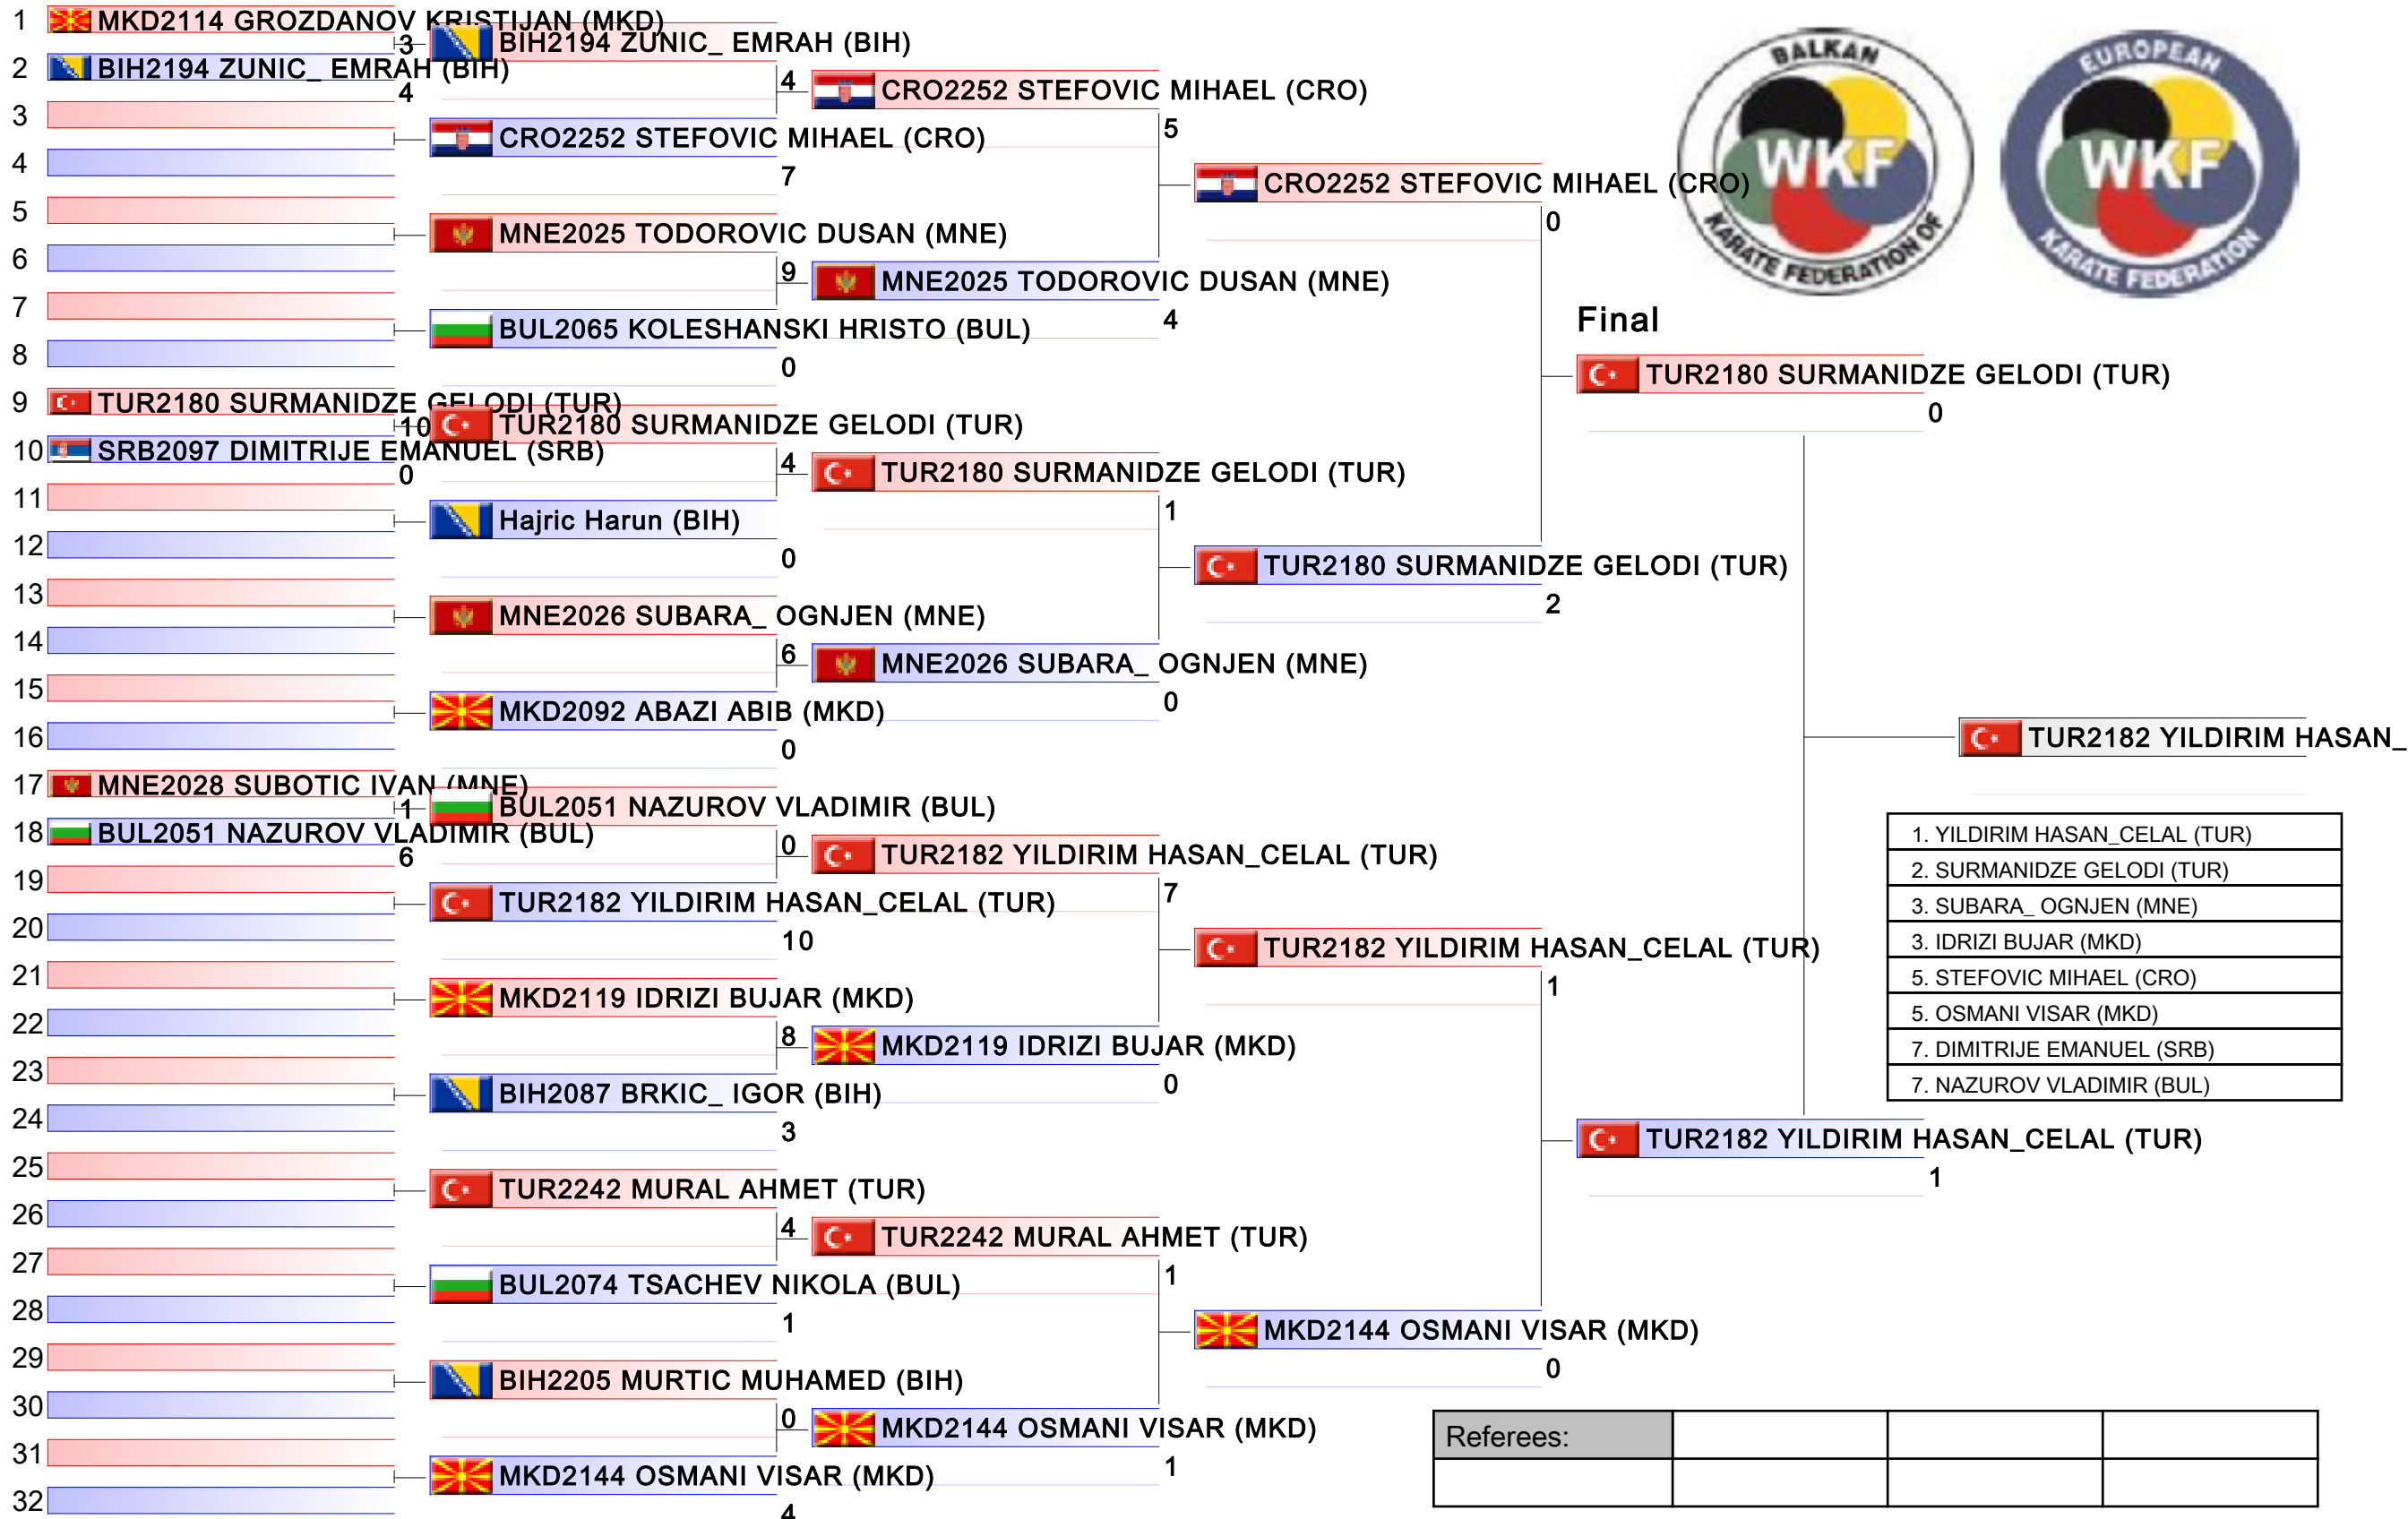 1 MKD2114 GROZDANOV KRISTIJAN (MKD)
3
2 BIH2194 ZUNIC_ EMRAH (BIH)
4
3
4
5
6
7
8
9 TUR2180 SURMANIDZE GELODI (TUR)
10
10 SRB2097 DIMITRIJE EMANUEL (SRB)
0
11
12
13
14
15
16
17 MNE2028 SUBOTIC IVAN (MNE)
1
18 BUL2051 NAZUROV VLADIMIR (BUL)
6
19
20
21
22
23
24
25
26
27
28
29
30
31
32
BIH2194 ZUNIC_ EMRAH (BIH)
4
CRO2252 STEFOVIC MIHAEL (CRO)
7
MNE2025 TODOROVIC DUSAN (MNE)
9
BUL2065 KOLESHANSKI HRISTO (BUL)
0
TUR2180 SURMANIDZE GELODI (TUR)
4
Hajric Harun (BIH)
0
MNE2026 SUBARA_ OGNJEN (MNE)
6
MKD2092 ABAZI ABIB (MKD)
0
BUL2051 NAZUROV VLADIMIR (BUL)
0
TUR2182 YILDIRIM HASAN_CELAL (TUR)
10
MKD2119 IDRIZI BUJAR (MKD)
8
BIH2087 BRKIC_ IGOR (BIH)
3
TUR2242 MURAL AHMET (TUR)
4
BUL2074 TSACHEV NIKOLA (BUL)
1
BIH2205 MURTIC MUHAMED (BIH)
0
MKD2144 OSMANI VISAR (MKD)
4
CRO2252 STEFOVIC MIHAEL (CRO)
5
MNE2025 TODOROVIC DUSAN (MNE)
4
TUR2180 SURMANIDZE GELODI (TUR)
1
MNE2026 SUBARA_ OGNJEN (MNE)
0
TUR2182 YILDIRIM HASAN_CELAL (TUR)
7
MKD2119 IDRIZI BUJAR (MKD)
0
TUR2242 MURAL AHMET (TUR)
1
MKD2144 OSMANI VISAR (MKD)
1
CRO2252 STEFOVIC MIHAEL (CRO)
0
TUR2180 SURMANIDZE GELODI (TUR)
2
TUR2182 YILDIRIM HASAN_CELAL (TUR)
1
MKD2144 OSMANI VISAR (MKD)
0
BALKAN
WKF
KARATE FEDERATION OF
EUROPEAN
WKF
KARATE FEDERATION
Final
TUR2180 SURMANIDZE GELODI (TUR)
0
TUR2182 YILDIRIM HASAN_CELAL (TUR)
1
TUR2182 YILDIRIM HASAN_
1. YILDIRIM HASAN_CELAL (TUR)
2. SURMANIDZE GELODI (TUR)
3. SUBARA_ OGNJEN (MNE)
3. IDRIZI BUJAR (MKD)
5. STEFOVIC MIHAEL (CRO)
5. OSMANI VISAR (MKD)
7. DIMITRIJE EMANUEL (SRB)
7. NAZUROV VLADIMIR (BUL)
Referees: